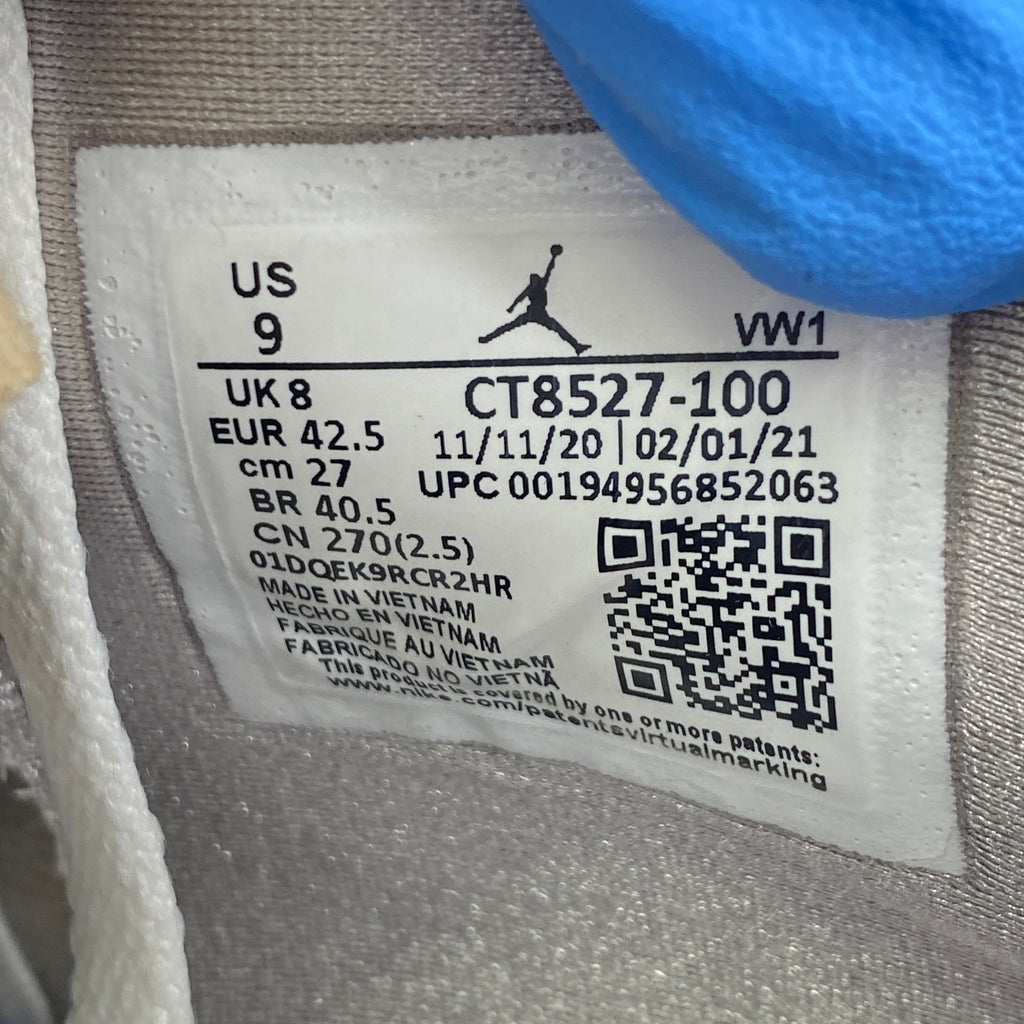 US
9
VW1
UK 8
CT8527-100
EUR 42.5
11/11/20 | 02/01/21
cm 27
UPC 00194956852063
BR 40.5
CN 270(2.5)
01DQEK9RCR2HR
MADE IN VIETNAM
HECHO EN VIETNAM
FABRIQUE AU VIETNAM
FABRICADO NO VIETNÃ
This product is covered by one or more patents:
www.nike.com/patentsvirtualmarking